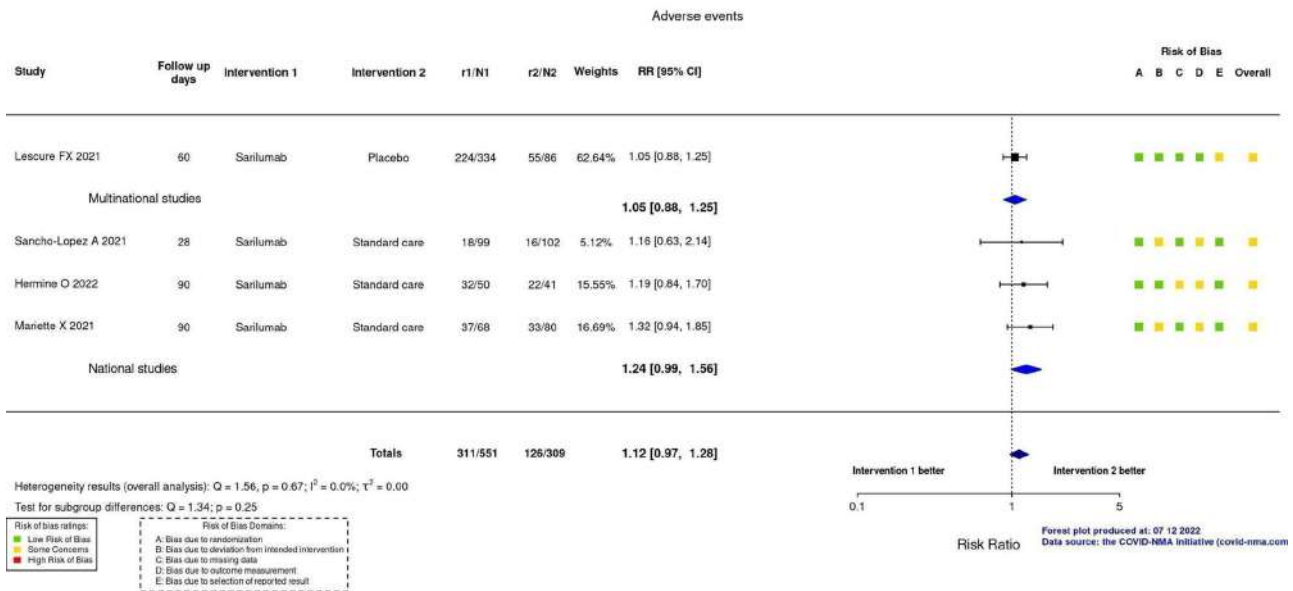 Adverse events
Risk of Bias
Study Follow up days Intervention 1 Intervention 2 r1/N1 r2/N2 Weights RR [95% CI] A B C D E Overall
Lescure FX 2021 60 Sarilumab Placebo 224/334 55/86 62.64% 1.05 [0.88, 1.25]
Multinational studies 1.05 [0.88, 1.25]
Sancho-Lopez A 2021 28 Sarilumab Standard care 18/99 16/102 5.12% 1.16 [0.63, 2.14]
Hermine O 2022 90 Sarilumab Standard care 32/50 22/41 15.55% 1.19 [0.84, 1.70]
Mariette X 2021 90 Sarilumab Standard care 37/68 33/80 16.69% 1.32 [0.94, 1.85]
National studies 1.24 [0.99, 1.56]
Totals 311/551 126/309 1.12 [0.97, 1.28]
Intervention 1 better Intervention 2 better
Heterogeneity results (overall analysis): Q = 1.56, p = 0.67; I² = 0.0%; τ² = 0.00
Test for subgroup differences: Q = 1.34; p = 0.25
0.1 1 5
Risk Ratio
Forest plot produced at: 07 12 2022
Data source: the COVID-NMA initiative (covid-nma.com
Risk of bias ratings:
Low Risk of Bias
Some Concerns
High Risk of Bias
Risk of Bias Domains:
A: Bias due to randomization
B: Bias due to deviation from intended intervention
C: Bias due to missing data
D: Bias due to outcome measurement
E: Bias due to selection of reported result